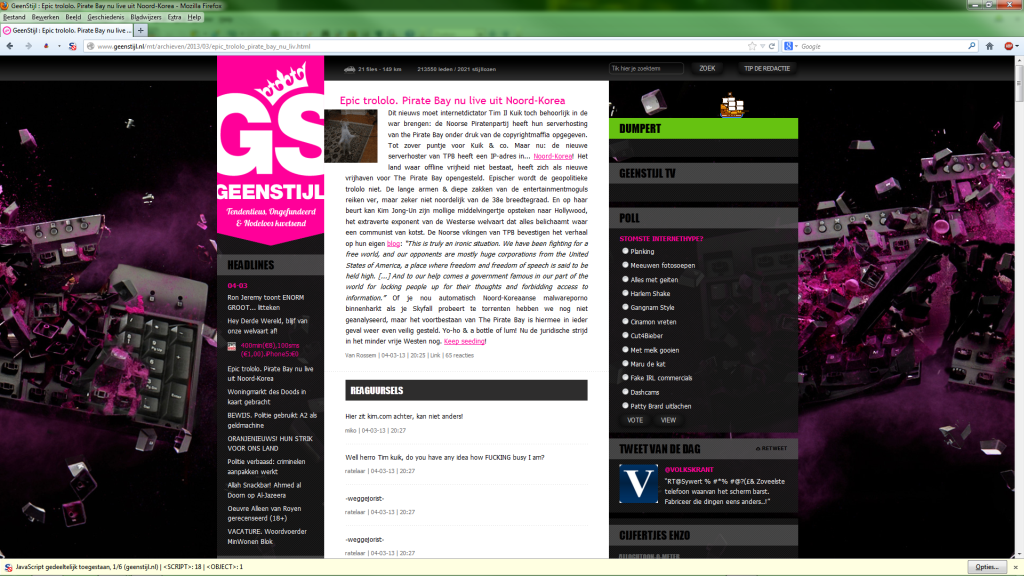 GeenStijl : Epic trololo. Pirate Bay nu live uit Noord-Korea - Mozilla Firefox
Bestand Bewerken Beeld Geschiedenis Bladwijzers Extra Help
GeenStijl : Epic trololo. Pirate Bay nu live ...
www.geenstijl.nl/mt/archieven/2013/03/epic_trololo_pirate_bay_nu_liv.html
Google
21 files - 149 km
213550 leden / 2021 stijllozen
Tik hier je zoekterm
ZOEK
TIP DE REDACTIE
GS
GEENSTIJL
Tendentieus, Ongefundeerd
& Nodeloos kwetsend
HEADLINES
04-03
Ron Jeremy toont ENORM
GROOT... litteken
Hey Derde Wereld, blijf van
onze welvaart af!
400min(€8),100sms
(€1,00),iPhone5:€0
Epic trololo. Pirate Bay nu live
uit Noord-Korea
Woningmarkt des Doods in
kaart gebracht
BEWIJS. Politie gebruikt A2 als
geldmachine
ORANJENIEUWS! HUN STRIK
VOOR ONS LAND
Politie verbaasd: criminelen
aanpakken werkt
Allah Snackbar! Ahmed al
Doom op Al-Jazeera
Oeuvre Alleen van Royen
gerecenseerd (18+)
VACATURE. Woordvoerder
MinWonen Blok
Epic trololo. Pirate Bay nu live uit Noord-Korea
Dit nieuws moet internetdictator Tim Il Kuik toch behoorlijk in de
war brengen: de Noorse Piratenpartij heeft hun serverhosting
van the Pirate Bay onder druk van de copyrightmaffia opgegeven.
Tot zover puntje voor Kuik & co. Maar nu: de nieuwe
serverhoster van TPB heeft een IP-adres in... Noord-Korea! Het
land waar offline vrijheid niet bestaat, heeft zich als nieuwe
vrijhaven voor The Pirate Bay opengesteld. Epischer wordt de geopolitieke
trololo niet. De lange armen & diepe zakken van de entertainmentmoguls
reiken ver, maar zeker niet noordelijk van de 38e breedtegraad. En op haar
beurt kan Kim Jong-Un zijn mollige middelvingertje opsteken naar Hollywood,
het extraverte exponent van de Westerse welvaart dat alles belichaamt waar
een communist van kotst. De Noorse vikingen van TPB bevestigen het verhaal
op hun eigen blog: "This is truly an ironic situation. We have been fighting for a
free world, and our opponents are mostly huge corporations from the United
States of America, a place where freedom and freedom of speech is said to be
held high. [...] And to our help comes a government famous in our part of the
world for locking people up for their thoughts and forbidding access to
information." Of je nou automatisch Noord-Koreaanse malwareporno
binnenharkt als je Skyfall probeert te torrenten hebben we nog niet
geanalyseerd, maar het voortbestaan van The Pirate Bay is hiermee in ieder
geval weer even veilig gesteld. Yo-ho & a bottle of lum! Nu de juridische strijd
in het minder vrije Westen nog. Keep seeding!
Van Rossem | 04-03-13 | 20:25 | Link | 65 reacties
REAGUURSELS
Hier zit kim.com achter, kan niet anders!
miko | 04-03-13 | 20:27
Well herro Tim kuik, do you have any idea how FUCKING busy I am?
ratelaar | 04-03-13 | 20:27
-weggejorist-
ratelaar | 04-03-13 | 20:27
-weggejorist-
ratelaar | 04-03-13 | 20:27
DUMPERT
GEENSTIJL TV
POLL
STOMSTE INTERNETHYPE?
Planking
Meeuwen fotosoepen
Alles met geiten
Harlem Shake
Gangnam Style
Cinamon vreten
Cut4Bieber
Met melk gooien
Maru de kat
Fake IRL commercials
Dashcams
Patty Brard uitlachen
VOTE VIEW
TWEET VAN DE DAG
RETWEET
V
@VOLKSKRANT
"RT@Sywert % #*% #@?(£& Zoveelste
telefoon waarvan het scherm barst.
Fabriceer die dingen eens anders..!"
CIJFERTJES ENZO
JavaScript gedeeltelijk toegestaan, 1/6 (geenstijl.nl) | <SCRIPT>: 18 | <OBJECT>: 1
Opties...